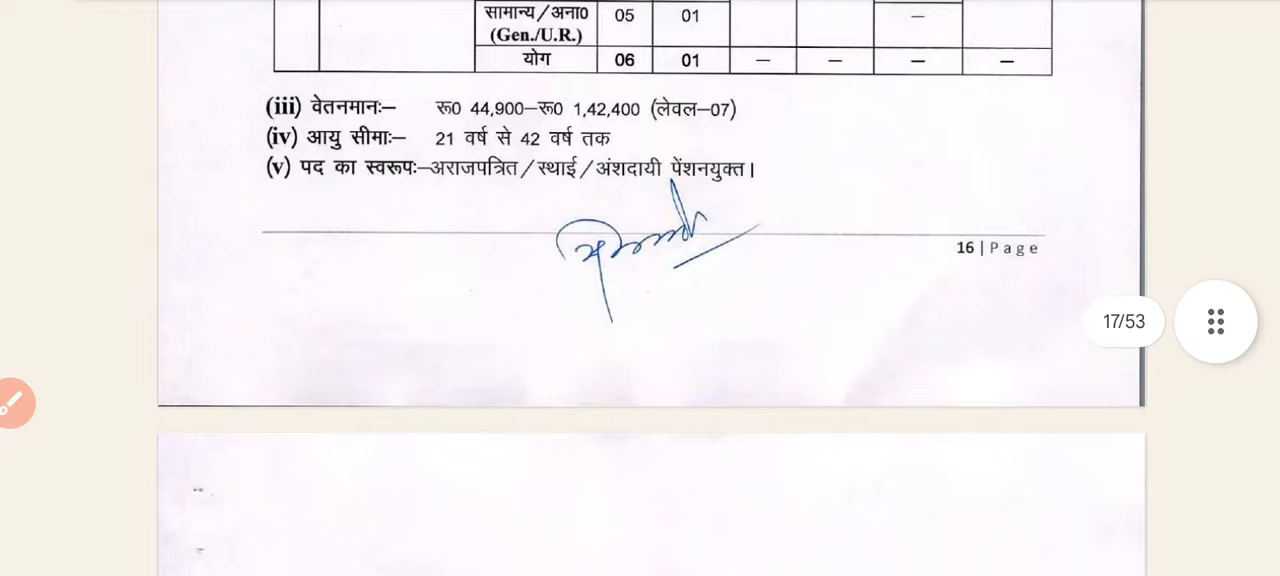 सामान्य/अना0 05 01 –
(Gen./U.R.)
योग 06 01 – – – –
(iii) वेतनमानः– रू0 44,900–रू0 1,42,400 (लेवल–07)
(iv) आयु सीमाः– 21 वर्ष से 42 वर्ष तक
(v) पद का स्वरूपः–अराजपत्रित/स्थाई/अंशदायी पेंशनयुक्त।
16 | Page
17/53